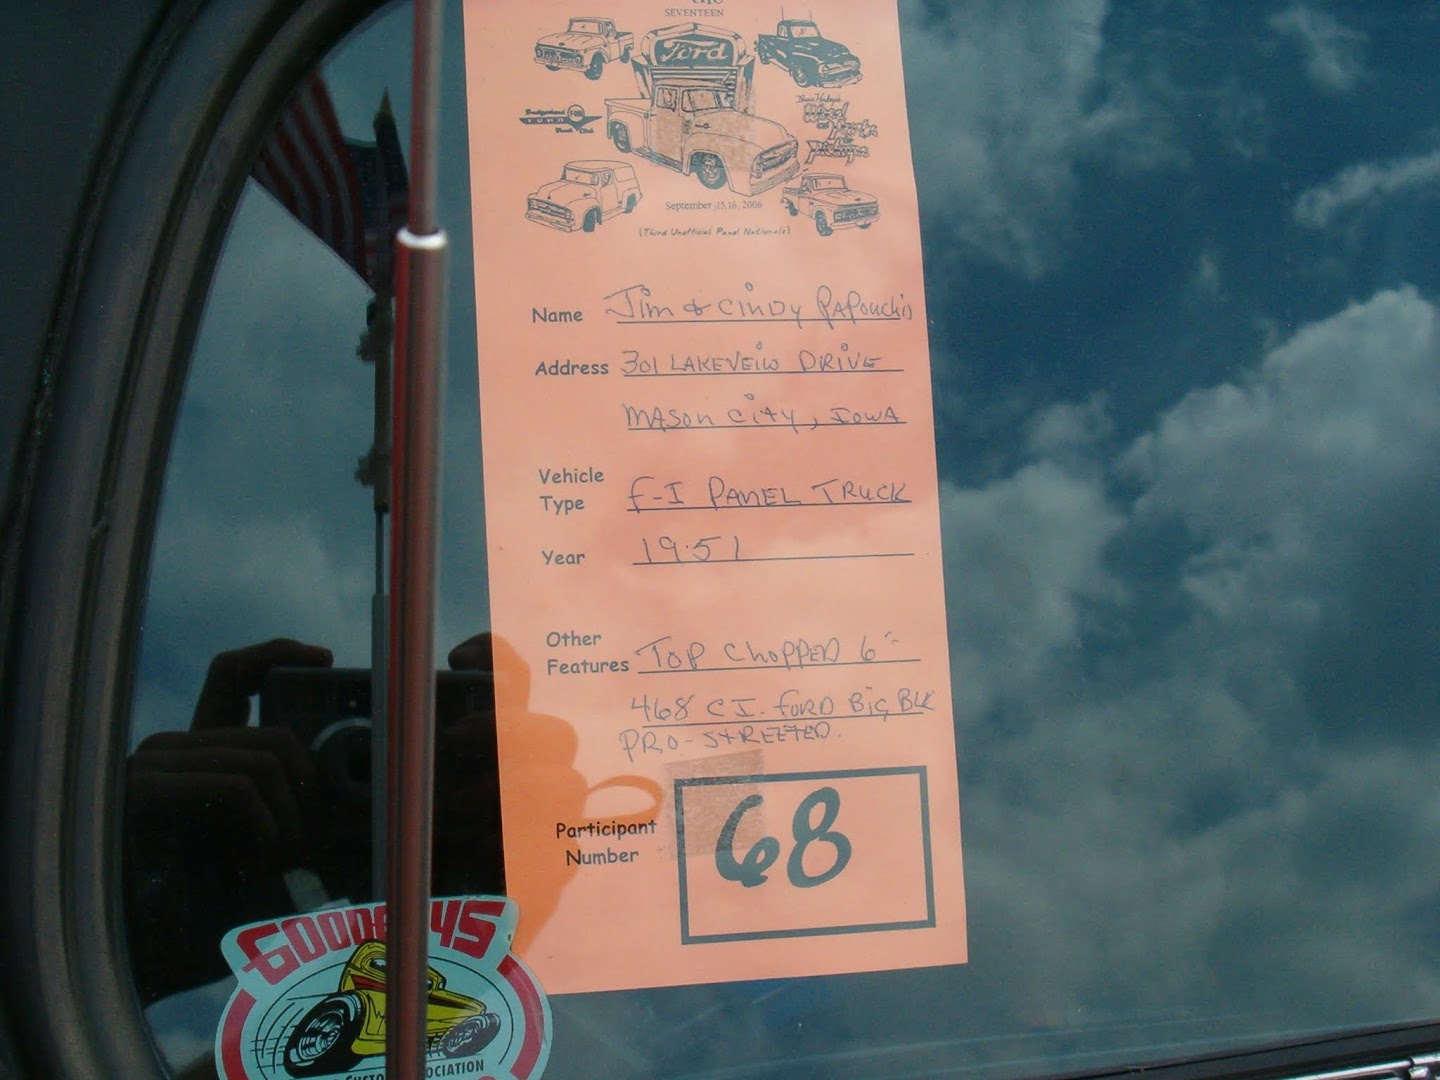 SEVENTEEN
Ford
September 15,16, 2006
(Third Unofficial Panel Nationals)
Name Jim & Cindy PAPouchis
Address 301 LAKEVEIW DRIVE
MASON CITY, IOWA
Vehicle
Type F-I PANEL TRUCK
Year 1951
Other
Features TOP CHOPPED 6"
468 C.I. FORD BIG BLK
PRO-STREETED.
Participant
Number 68